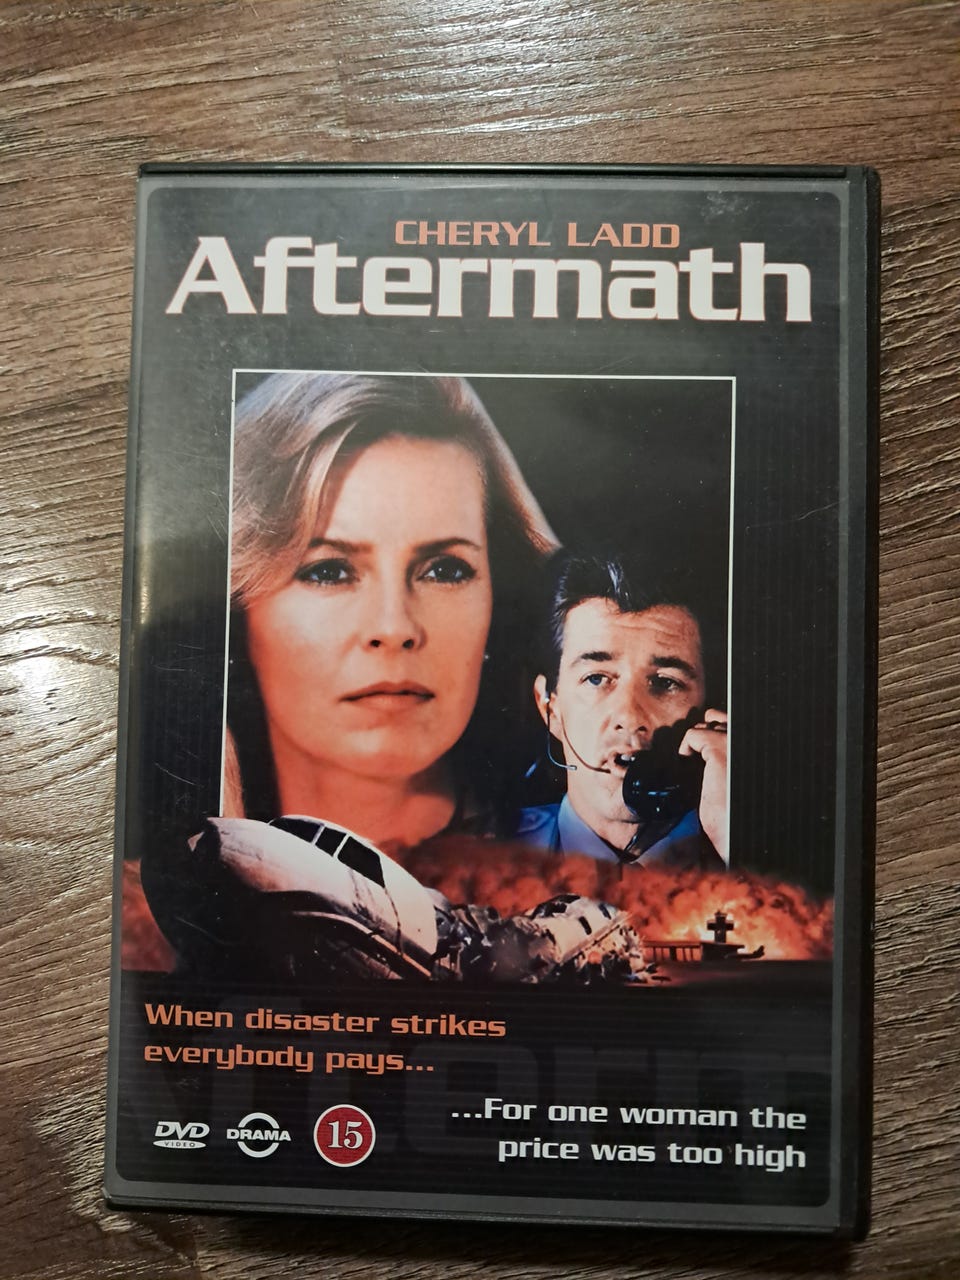 CHERYL LADD
Aftermath
When disaster strikes
everybody pays...
...For one woman the
price was too high
DVD
VIDEO
DRAMA
15